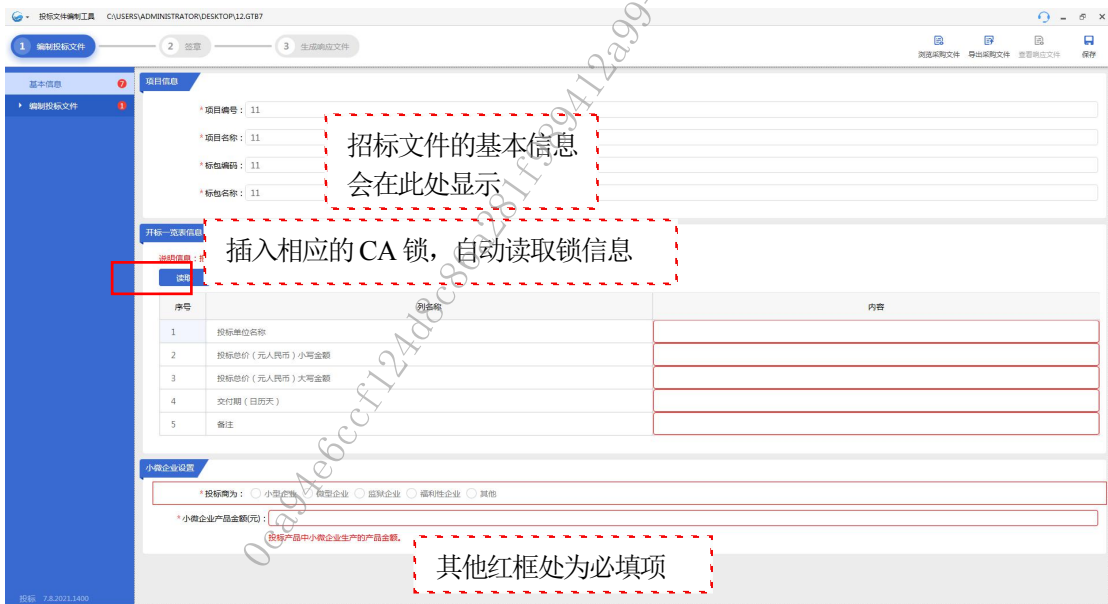 投标文件编制工具 C:\USERS\ADMINISTRATOR\DESKTOP\12.GTB7
1 编制投标文件
2 签章
3 生成响应文件
浏览采购文件 导出采购文件 查看响应文件 保存
基本信息 7
编制投标文件 1
项目信息
*项目编号： 11
*项目名称： 11
*标包编码： 11
*标包名称： 11
招标文件的基本信息
会在此处显示
开标一览表信息
插入相应的 CA 锁，自动读取锁信息
说明信息：
读取
序号 列名称 内容
1 投标单位名称
2 投标总价（元人民币）小写金额
3 投标总价（元人民币）大写金额
4 交付期（日历天）
5 备注
小微企业设置
*投标商为： 小型企业 微型企业 监狱企业 福利性企业 其他
*小微企业产品金额(元)：
投标产品中小微企业生产的产品金额。
其他红框处为必填项
投标 7.8.2021.1400